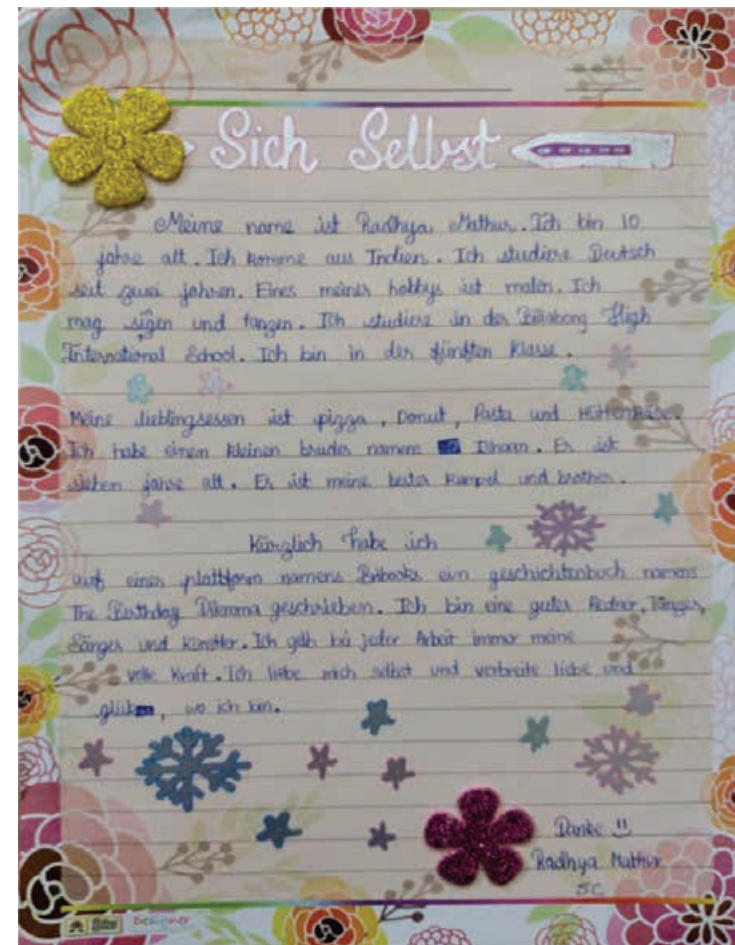 Sich Selbst
Meine name ist Radhya Mathur. Ich bin 10
jahre alt. Ich komme aus Indien. Ich studiere Deutsch
seit zwei jahren. Eines meines hobbys ist malen. Ich
mag sigen und tanzen. Ich studiere in der Billabong High
International School. Ich bin in der fünften Klasse.
Meine lieblingsessen ist pizza, Donut, Pasta und Hüttenkäse.
Ich habe einem kleinen bruder namens Ishaan. Er ist
sieben jahre alt. Er ist meine bester Kumpel und brother.
Kürzlich habe ich
auf einer plattform namens Bribooks ein geschichtenbuch namens
The Birthday Dilemma geschrieben. Ich bin eine guter Redner, Tänzer,
Sänger und Künstler. Ich gab bei jeder Arbeit immer meine
volle Kraft. Ich liebe mich selbst und verbreite liebe und
glük, wo ich bin.
Danke !!
Radhya Mathur
5C